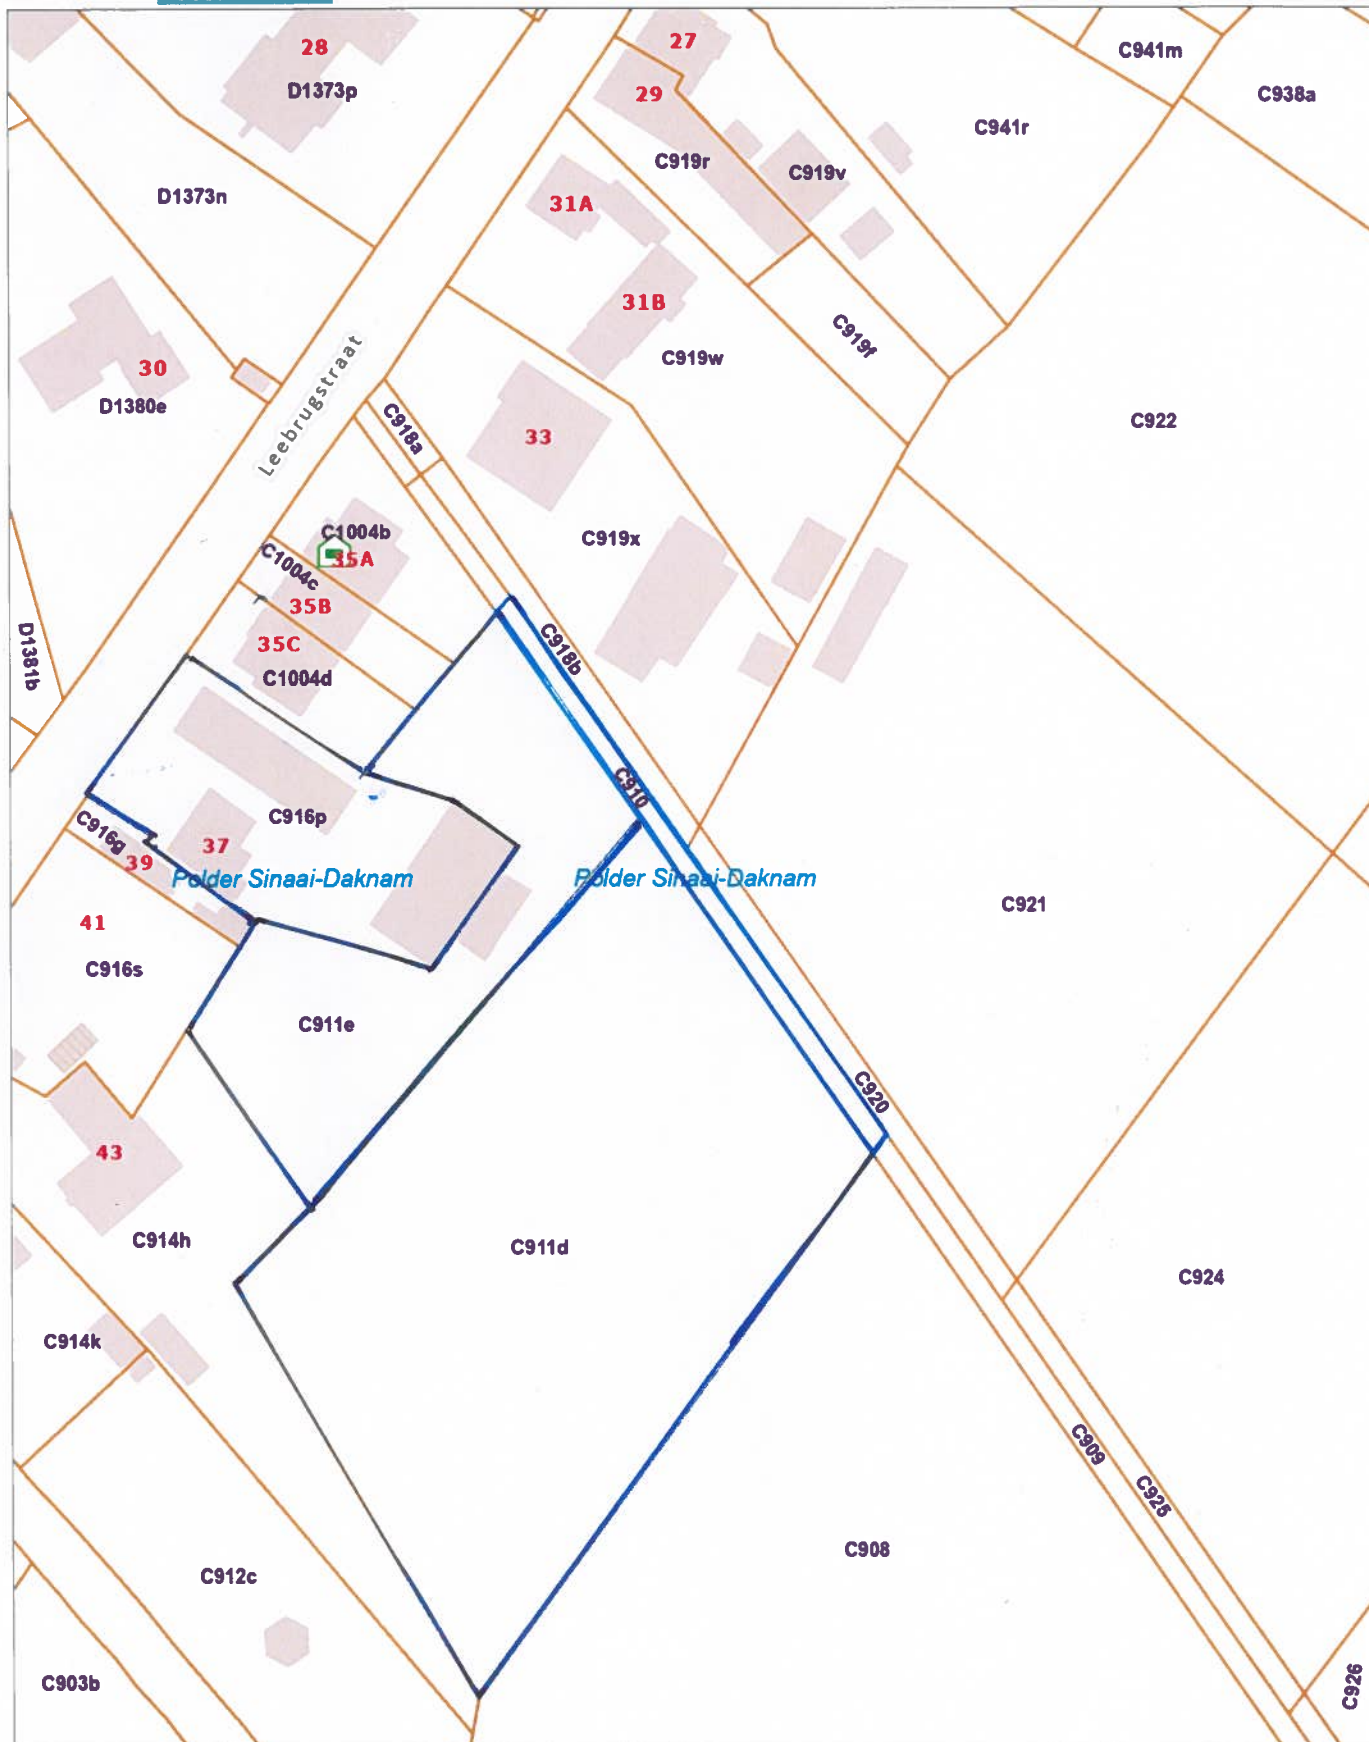 28
D1373p
27
29
C941m
C938a
C941r
C919r
C919v
D1373n
31A
31B
C919w
C919f
30
D1380e
Leebrugstraat
C918a
33
C922
C1004b
35A
C1004c
C919x
35B
35C
C1004d
C918b
D1381b
C910
C916p
C916g
37
39
Polder Sinaai-Daknam
Polder Sinaai-Daknam
41
C916s
C921
C911e
C920
43
C914h
C911d
C924
C914k
C909
C925
C908
C912c
C903b
C926